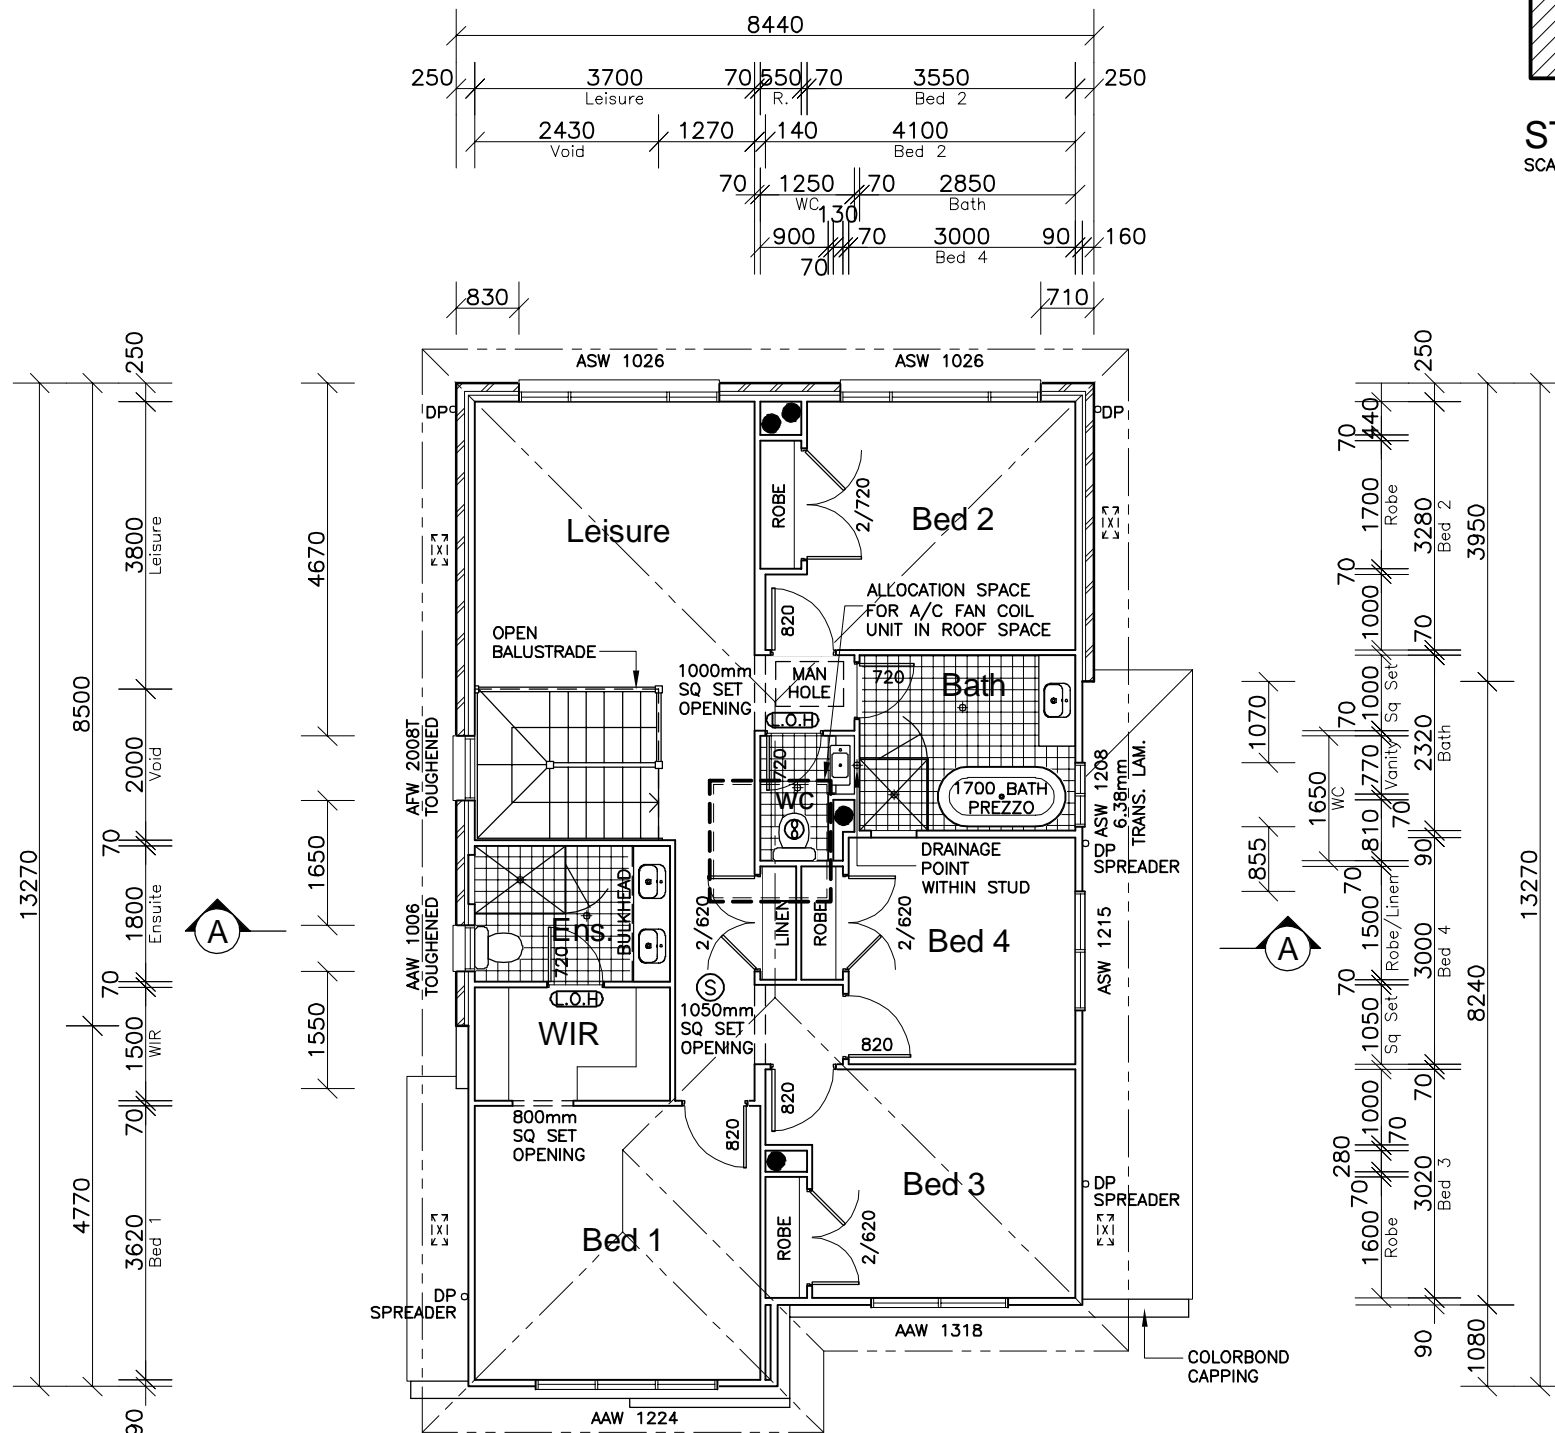 8440
250
3700
70
550
70
3550
250
Leisure
R.
Bed 2
2430
1270
140
4100
Void
Bed 2
70
1250
70
2850
WC
Bath
130
900
70
3000
90
160
70
Bed 4
830
710
ASW 1026
ASW 1026
DP
DP
Leisure
ROBE
2/720
Bed 2
ALLOCATION SPACE
FOR A/C FAN COIL
UNIT IN ROOF SPACE
820
OPEN
BALUSTRADE
1000mm
SQ SET
OPENING
MAN
HOLE
L.O.H
720
Bath
720
WC
1700 BATH
PREZZO
AFW 2008T
TOUGHENED
ASW 1208
6.38mm
TRANS. LAM.
DRAINAGE
POINT
WITHIN STUD
DP
SPREADER
BULKHEAD
Ens.
720
L.O.H
AAW 1006
TOUGHENED
2/620
LINEN
ROBE
2/620
Bed 4
ASW 1215
S
1050mm
SQ SET
OPENING
WIR
820
820
800mm
SQ SET
OPENING
820
Bed 3
DP
SPREADER
ROBE
2/620
Bed 1
DP
SPREADER
AAW 1318
AAW 1224
COLORBOND
CAPPING
A
A
13270
8500
4770
250
3800
Leisure
2000
Void
70
1800
Ensuite
70
1500
WIR
70
3620
Bed 1
90
4670
1650
1550
1070
855
1650
WC
440
70
1700
Robe
70
1000
1000
Sq Set
70
770
Vanity
70
810
70
1500
Robe/Linen
70
1050
Sq Set
1000
70
280
70
1600
Robe
250
3280
Bed 2
70
2320
Bath
90
3000
Bed 4
70
3020
Bed 3
90
3950
8240
1080
13270
ST
SCA